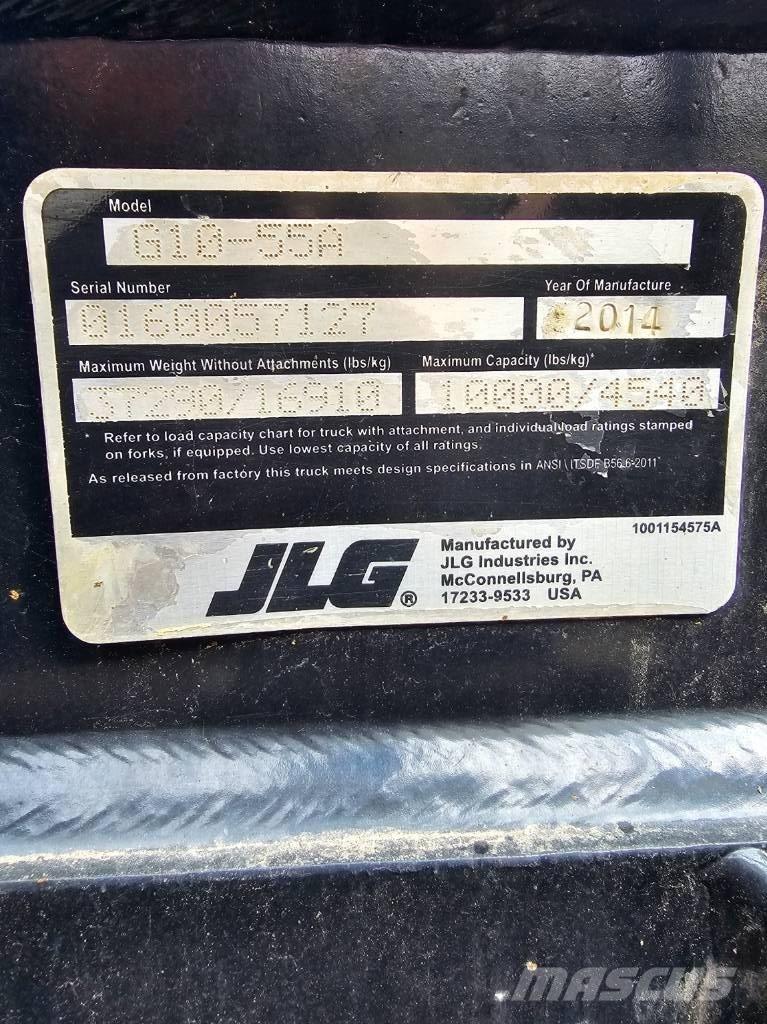 Model
G10-55A
Serial Number
Year Of Manufacture
0160057127
2014
Maximum Weight Without Attachments (lbs/kg)
Maximum Capacity (lbs/kg)*
37290/16910
10000/4540
* Refer to load capacity chart for truck with attachment, and individual load ratings stamped
on forks, if equipped. Use lowest capacity of all ratings.
As released from factory this truck meets design specifications in ANSI \ ITSDF B56.6-2011
1001154575A
JLG®
Manufactured by
JLG Industries Inc.
McConnellsburg, PA
17233-9533 USA
MASCUS